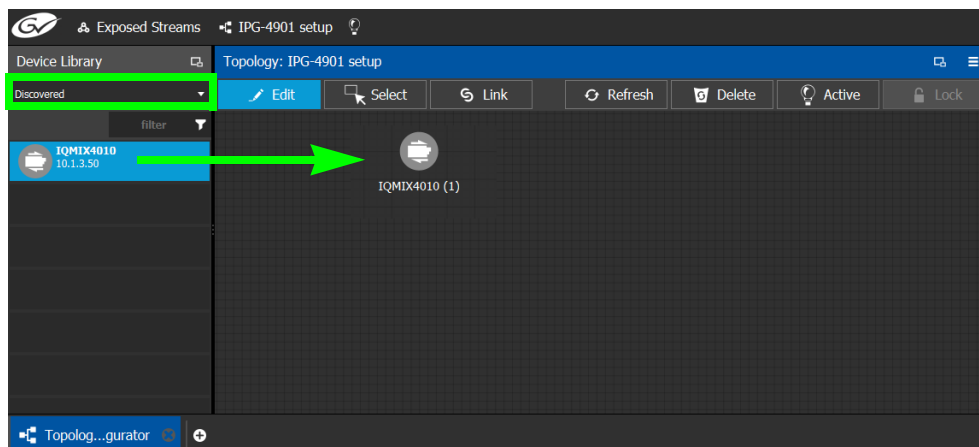 GV Exposed Streams IPG-4901 setup
Device Library
Topology: IPG-4901 setup
Discovered
Edit Select Link Refresh Delete Active Lock
filter
IQMIX4010
10.1.3.50
IQMIX4010 (1)
Topolog...gurator